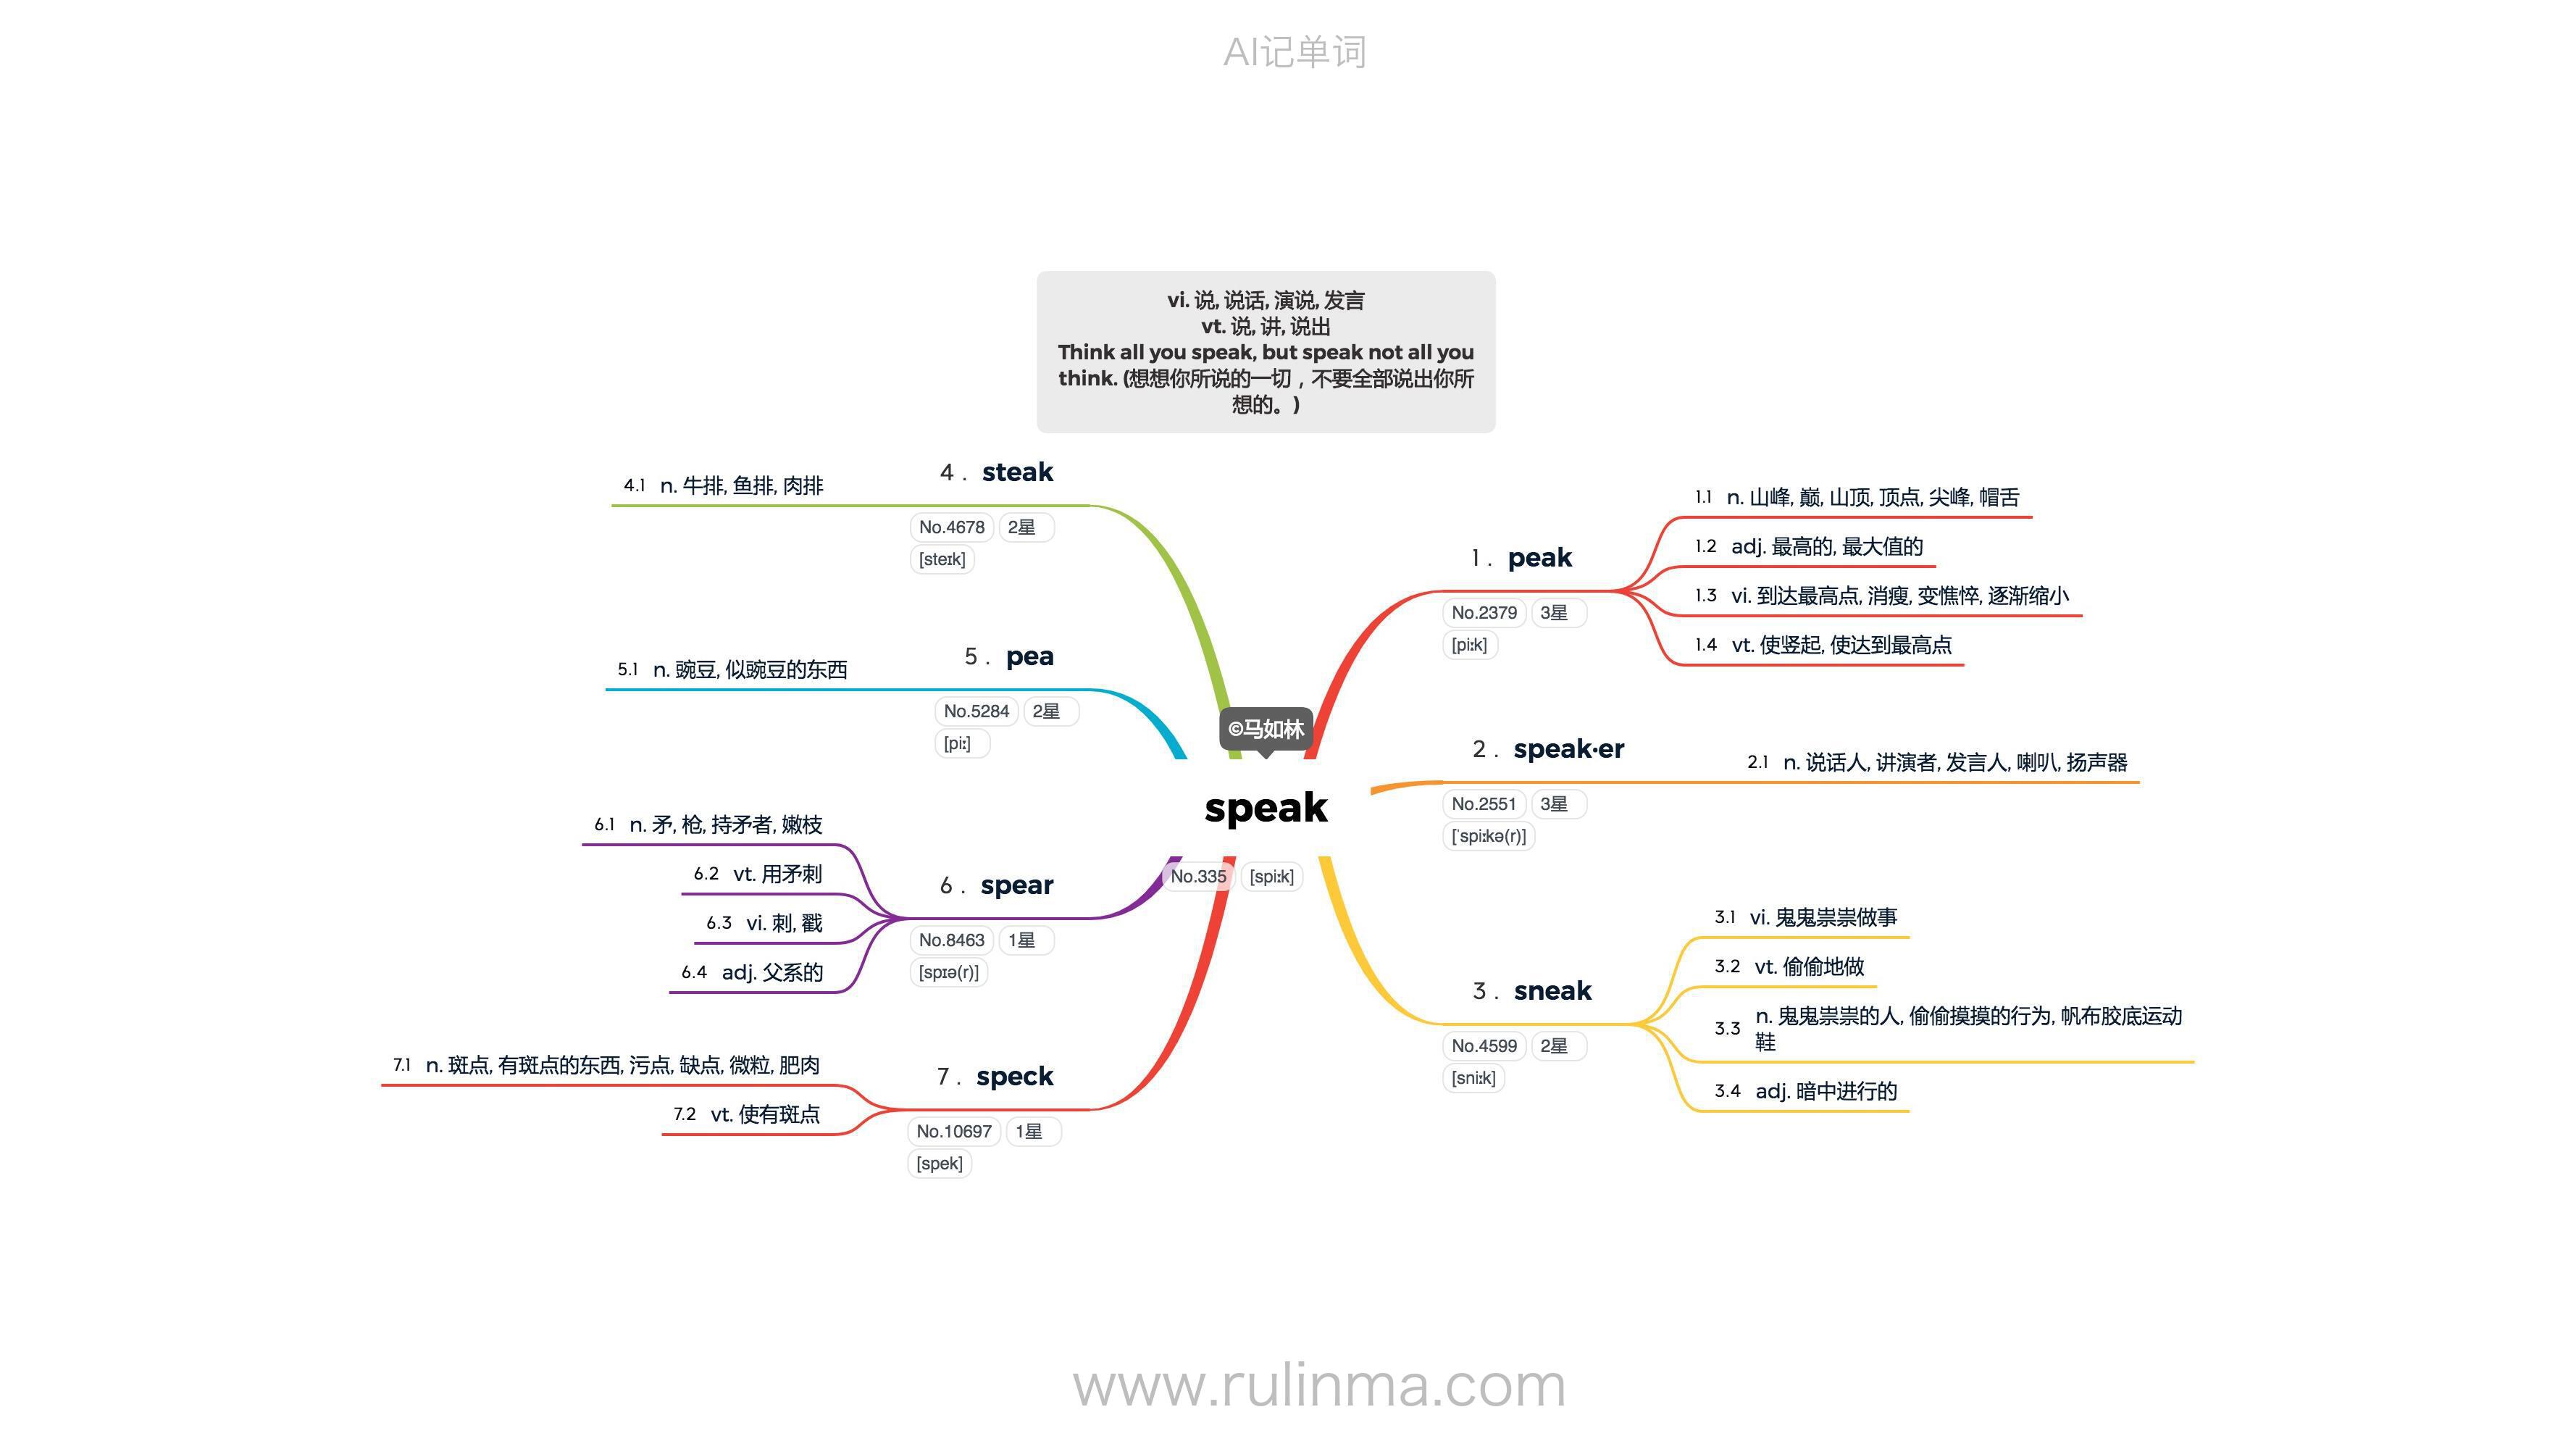 AI记单词
vi. 说, 说话, 演说, 发言
vt. 说, 讲, 说出
Think all you speak, but speak not all you
think. (想想你所说的一切，不要全部说出你所
想的。)
©马如林
speak
No.335 [spiːk]
1. peak
No.2379 3星
[piːk]
1.1 n. 山峰, 巅, 山顶, 顶点, 尖峰, 帽舌
1.2 adj. 最高的, 最大值的
1.3 vi. 到达最高点, 消瘦, 变憔悴, 逐渐缩小
1.4 vt. 使竖起, 使达到最高点
2. speak·er
No.2551 3星
[ˈspiːkə(r)]
2.1 n. 说话人, 讲演者, 发言人, 喇叭, 扬声器
3. sneak
No.4599 2星
[sniːk]
3.1 vi. 鬼鬼祟祟做事
3.2 vt. 偷偷地做
3.3 n. 鬼鬼祟祟的人, 偷偷摸摸的行为, 帆布胶底运动
鞋
3.4 adj. 暗中进行的
4. steak
No.4678 2星
[steɪk]
4.1 n. 牛排, 鱼排, 肉排
5. pea
No.5284 2星
[piː]
5.1 n. 豌豆, 似豌豆的东西
6. spear
No.8463 1星
[spɪə(r)]
6.1 n. 矛, 枪, 持矛者, 嫩枝
6.2 vt. 用矛刺
6.3 vi. 刺, 戳
6.4 adj. 父系的
7. speck
No.10697 1星
[spek]
7.1 n. 斑点, 有斑点的东西, 污点, 缺点, 微粒, 肥肉
7.2 vt. 使有斑点
www.rulinma.com